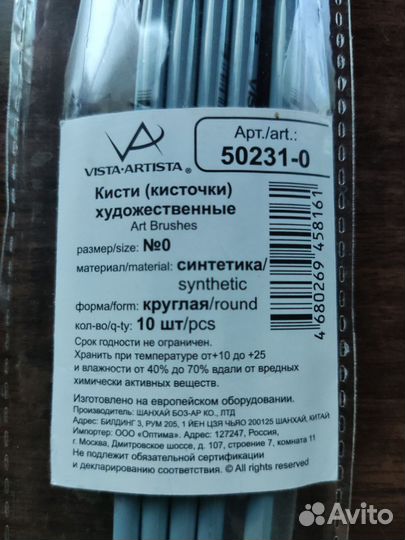 Арт./art.:
50231-0
VISTA-ARTISTA®
Кисти (кисточки)
художественные
Art Brushes
размер/size: №0
материал/material: синтетика/
synthetic
форма/form: круглая/round
кол-во/q-ty: 10 шт/pcs
4680269458161
Срок годности не ограничен.
Хранить при температуре от+10 до +25
и влажности от 40% до 70% вдали от вредных
химически активных веществ.
Изготовлено на европейском оборудовании.
Производитель: ШАНХАЙ БОЗ-АР КО., ЛТД
Адрес: БИЛДИНГ 3, РУМ 205, 1 ЙЕН ЦЗЯ ЧЬЯО 200125 ШАНХАЙ, КИТАЙ
Импортер: ООО «Оптима». Адрес: 127247, Россия,
г. Москва, Дмитровское шоссе, д. 107, строение 7, комната 11
Не подлежит обязательной сертификации
и декларированию соответствия. © All rights reserved
Avito